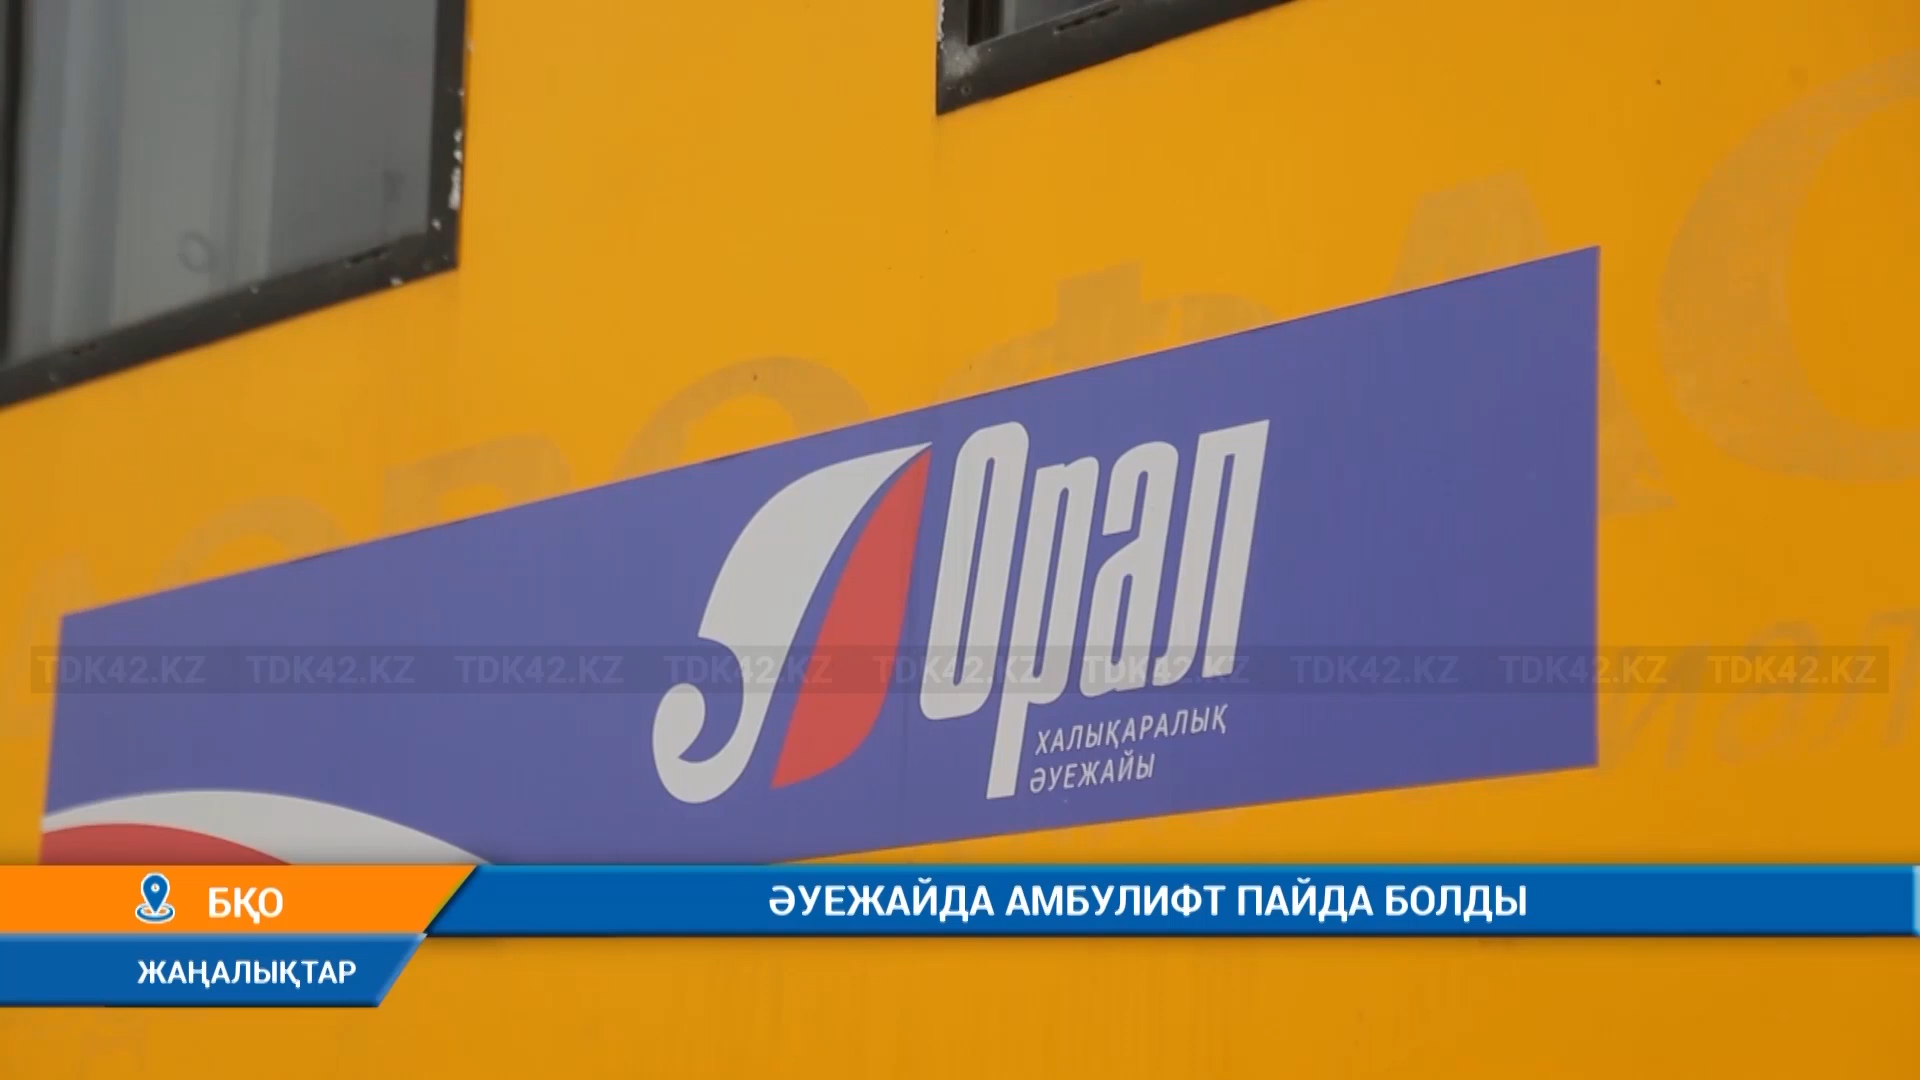 Орал
ХАЛЫҚАРАЛЫҚ
ӘУЕЖАЙЫ
TDK42.KZ TDK42.KZ TDK42.KZ TDK42.KZ TDK42.KZ TDK42.KZ TDK42.KZ TDK42.KZ TDK42.KZ
БҚО
ӘУЕЖАЙДА АМБУЛИФТ ПАЙДА БОЛДЫ
ЖАҢАЛЫҚТАР